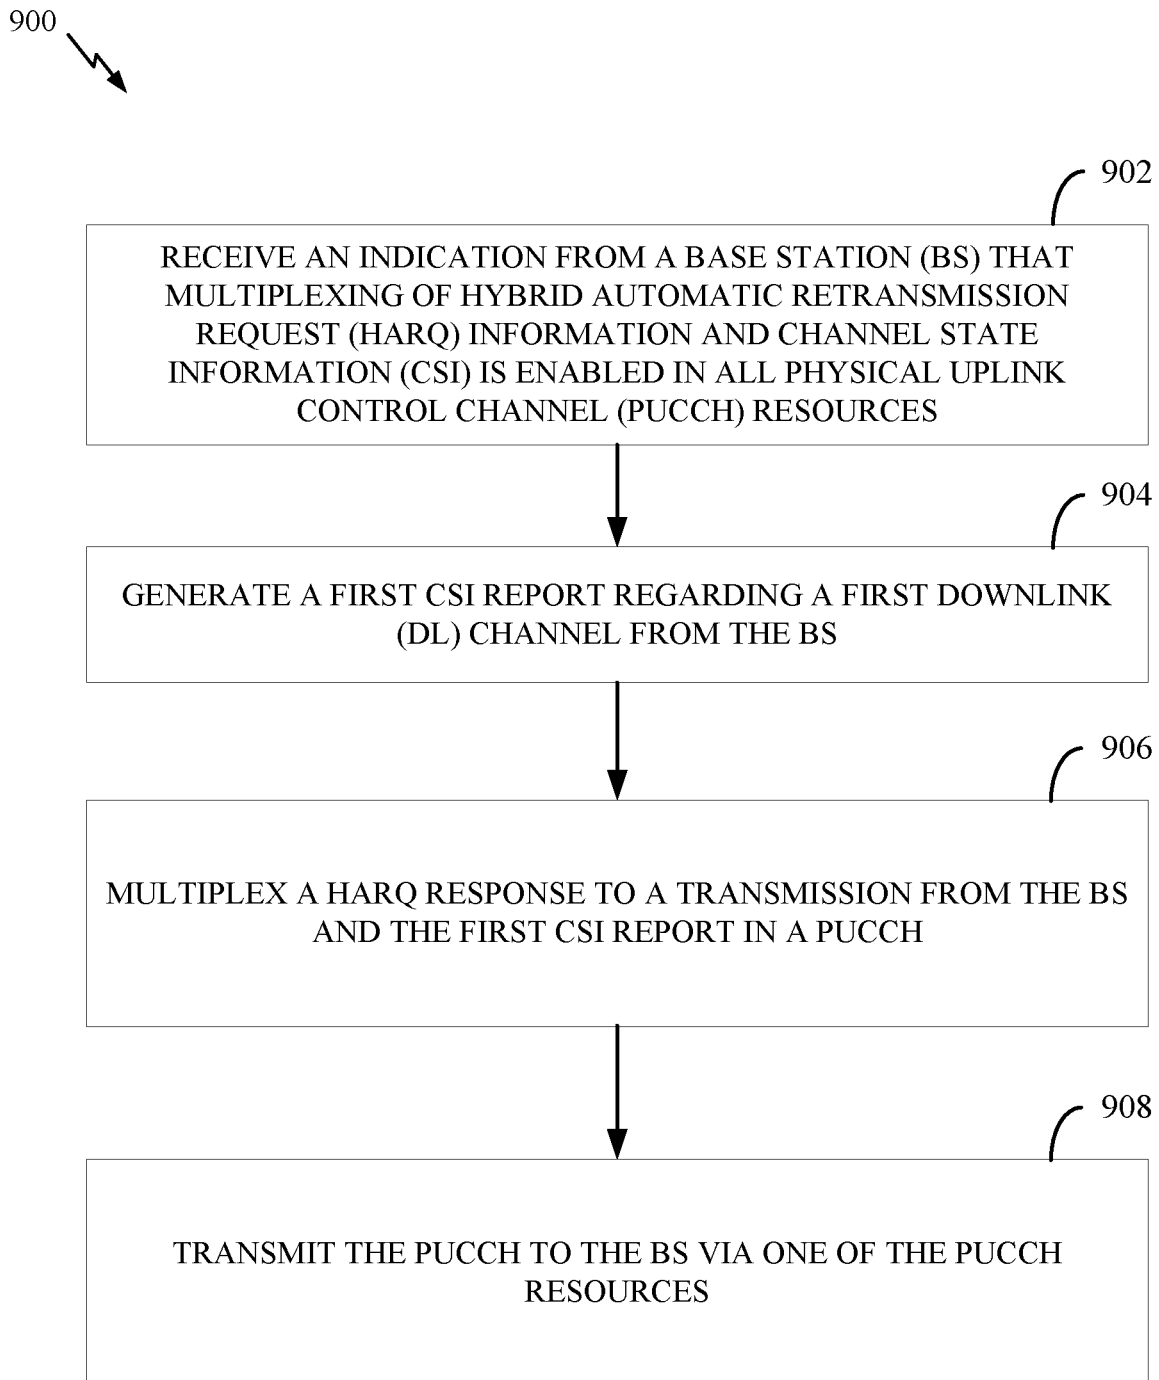 900
902
RECEIVE AN INDICATION FROM A BASE STATION (BS) THAT
MULTIPLEXING OF HYBRID AUTOMATIC RETRANSMISSION
REQUEST (HARQ) INFORMATION AND CHANNEL STATE
INFORMATION (CSI) IS ENABLED IN ALL PHYSICAL UPLINK
CONTROL CHANNEL (PUCCH) RESOURCES
904
GENERATE A FIRST CSI REPORT REGARDING A FIRST DOWNLINK
(DL) CHANNEL FROM THE BS
906
MULTIPLEX A HARQ RESPONSE TO A TRANSMISSION FROM THE BS
AND THE FIRST CSI REPORT IN A PUCCH
908
TRANSMIT THE PUCCH TO THE BS VIA ONE OF THE PUCCH
RESOURCES